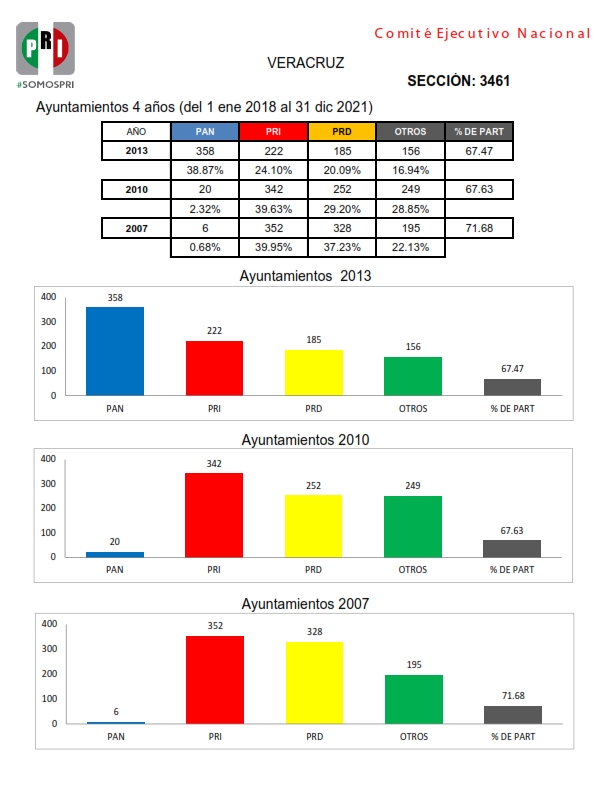 Comité Ejecutivo Nacional
PRI
#SOMOSPRI
VERACRUZ
SECCIÓN: 3461
Ayuntamientos 4 años (del 1 ene 2018 al 31 dic 2021)
AÑO PAN PRI PRD OTROS % DE PART
2013 358 222 185 156 67.47
38.87% 24.10% 20.09% 16.94%
2010 20 342 252 249 67.63
2.32% 39.63% 29.20% 28.85%
2007 6 352 328 195 71.68
0.68% 39.95% 37.23% 22.13%
Ayuntamientos 2013
400
300
200
100
0
358
222
185
156
67.47
PAN PRI PRD OTROS % DE PART
Ayuntamientos 2010
400
300
200
100
0
20
342
252
249
67.63
PAN PRI PRD OTROS % DE PART
Ayuntamientos 2007
400
300
200
100
0
6
352
328
195
71.68
PAN PRI PRD OTROS % DE PART